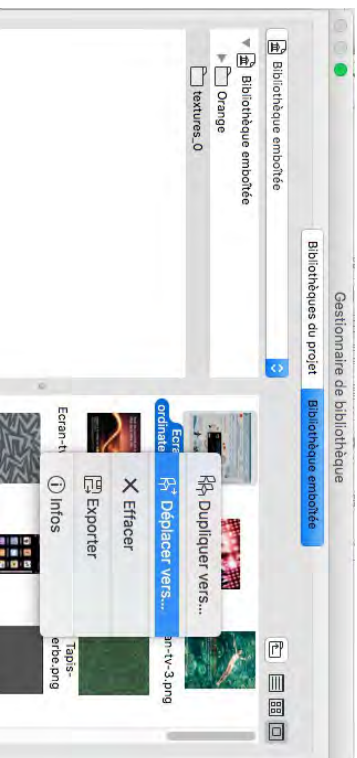 Gestionnaire de bibliothèque
Bibliothèques du projet
Bibliothèque emboîtée
Bibliothèque emboîtée
Bibliothèque emboîtée
Orange
textures_0
Ecra
ordinate
an-tv-3.png
Ecran-tv
Tapis-
erbe.png
Dupliquer vers...
Déplacer vers...
Effacer
Exporter
Infos